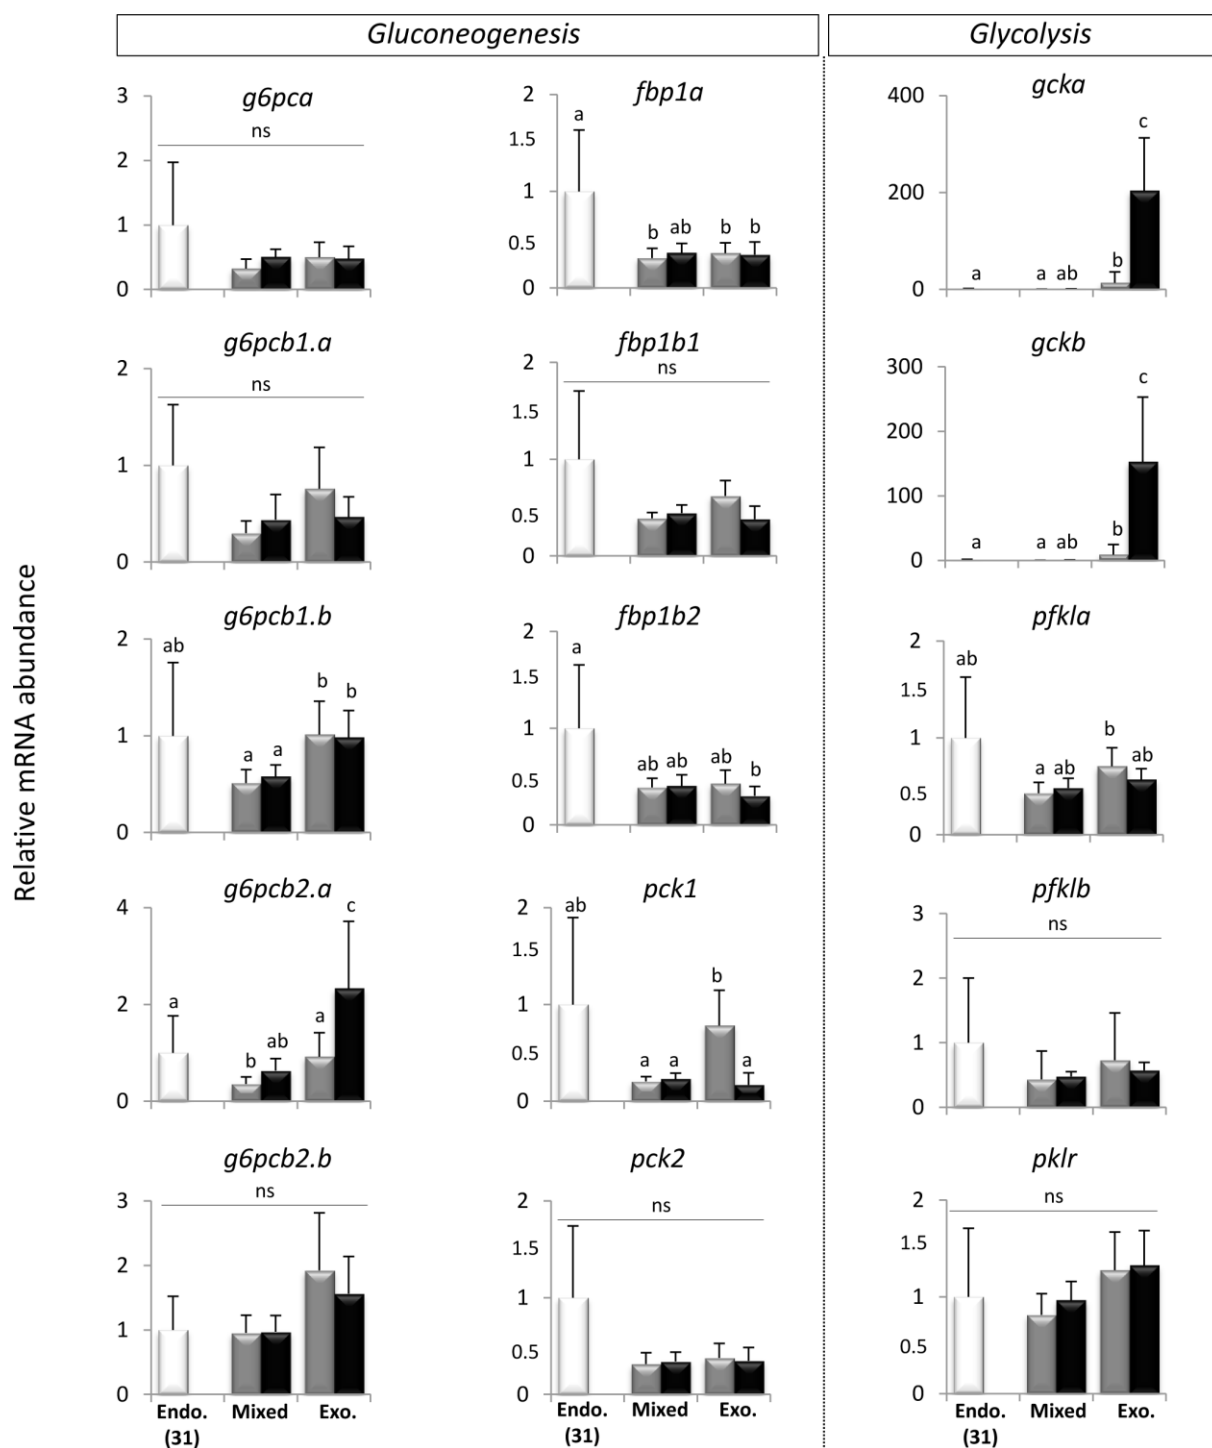 Gluconeogenesis
Glycolysis
Relative mRNA abundance
g6pca
3
2
1
0
ns
fbp1a
2
1.5
1
0.5
0
a
b
ab
b
b
gcka
400
200
0
a
a
ab
b
c
g6pcb1.a
2
1
0
ns
fbp1b1
2
1.5
1
0.5
0
ns
gckb
300
200
100
0
a
a
ab
b
c
g6pcb1.b
2
1
0
ab
a
a
b
b
fbp1b2
2
1.5
1
0.5
0
a
ab
ab
ab
b
pfkla
2
1.5
1
0.5
0
ab
a
ab
b
ab
g6pcb2.a
4
2
0
a
b
ab
a
c
pck1
2
1.5
1
0.5
0
ab
a
a
b
a
pfklb
3
2
1
0
ns
g6pcb2.b
3
2
1
0
ns
pck2
2
1.5
1
0.5
0
ns
pklr
2
1.5
1
0.5
0
ns
Endo. Mixed Exo.
(31)
Endo. Mixed Exo.
(31)
Endo. Mixed Exo.
(31)